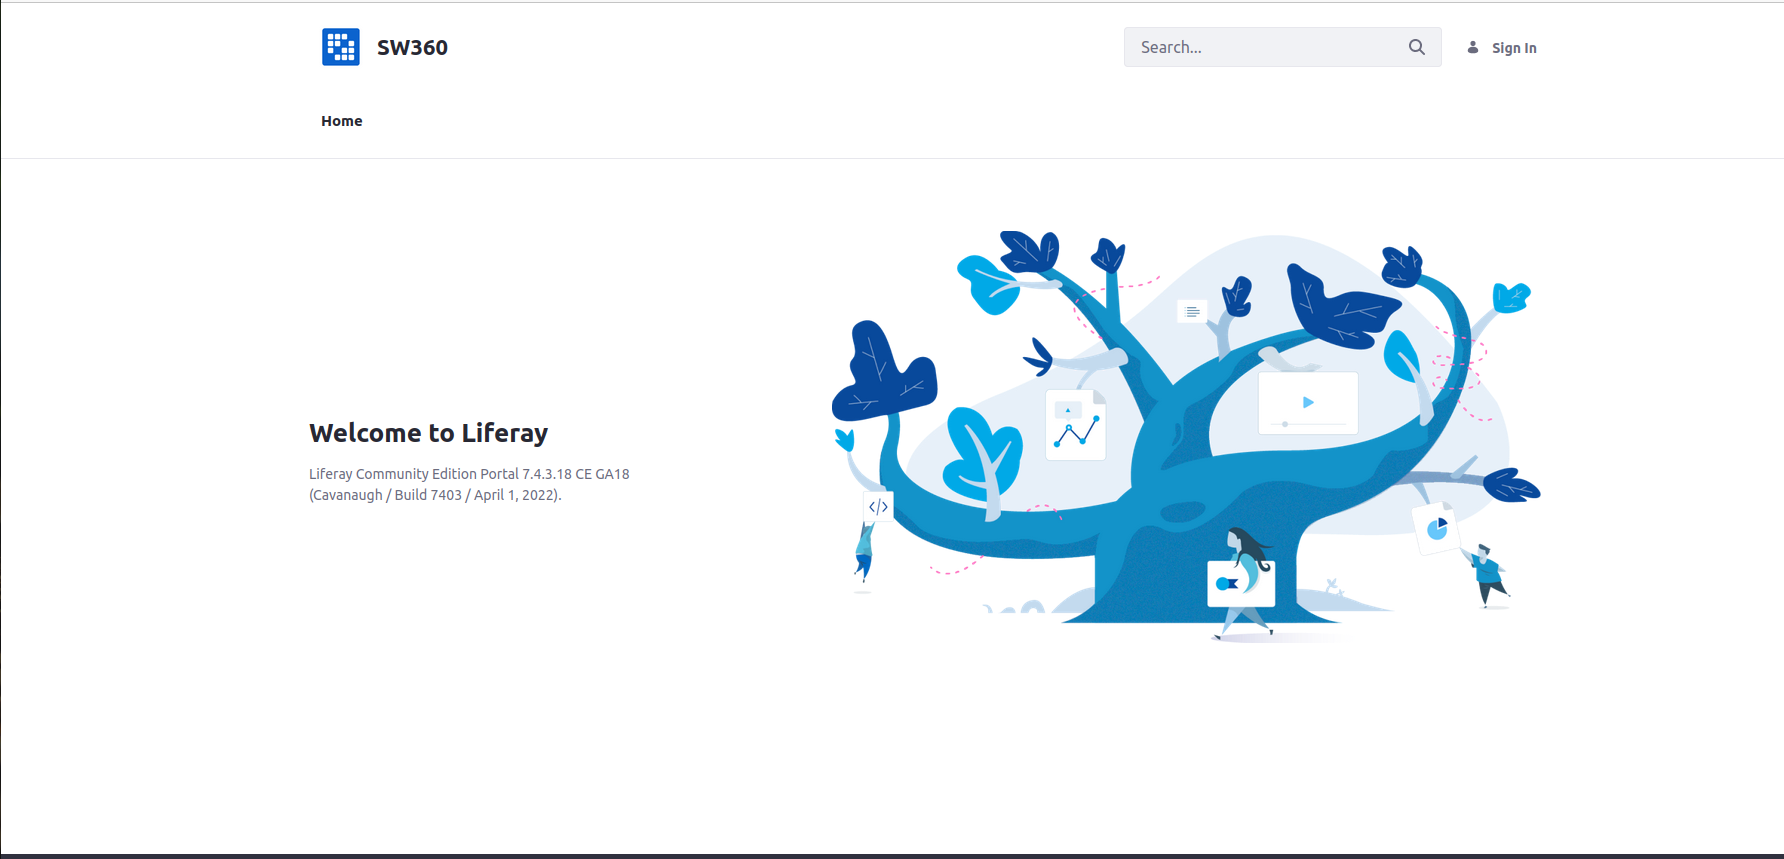 SW360
Search...
Sign In
Home
Welcome to Liferay
Liferay Community Edition Portal 7.4.3.18 CE GA18
(Cavanaugh / Build 7403 / April 1, 2022).
</>